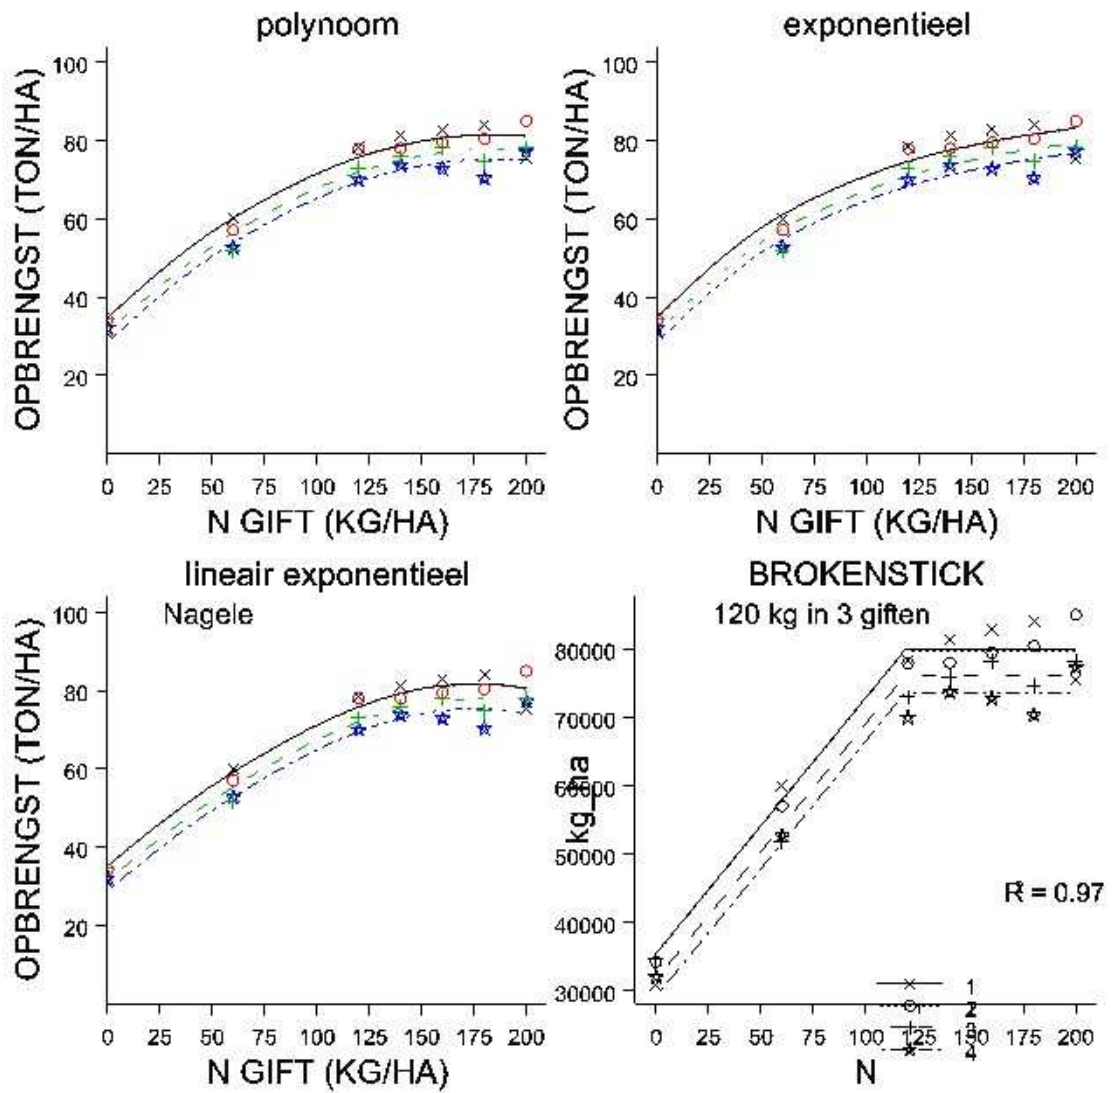 polynoom
100
80
60
40
20
OPBRENGST (TON/HA)
0 25 50 75 100 125 150 175 200
N GIFT (KG/HA)
exponentieel
100
80
60
40
20
OPBRENGST (TON/HA)
0 25 50 75 100 125 150 175 200
N GIFT (KG/HA)
lineair exponentieel
Nagele
100
80
60
40
20
OPBRENGST (TON/HA)
0 25 50 75 100 125 150 175 200
N GIFT (KG/HA)
BROKENSTICK
120 kg in 3 giften
80000
70000
60000
50000
40000
30000
kg_ha
R² = 0.97
1
2
3
4
0 25 50 75 100 125 150 175 200
N